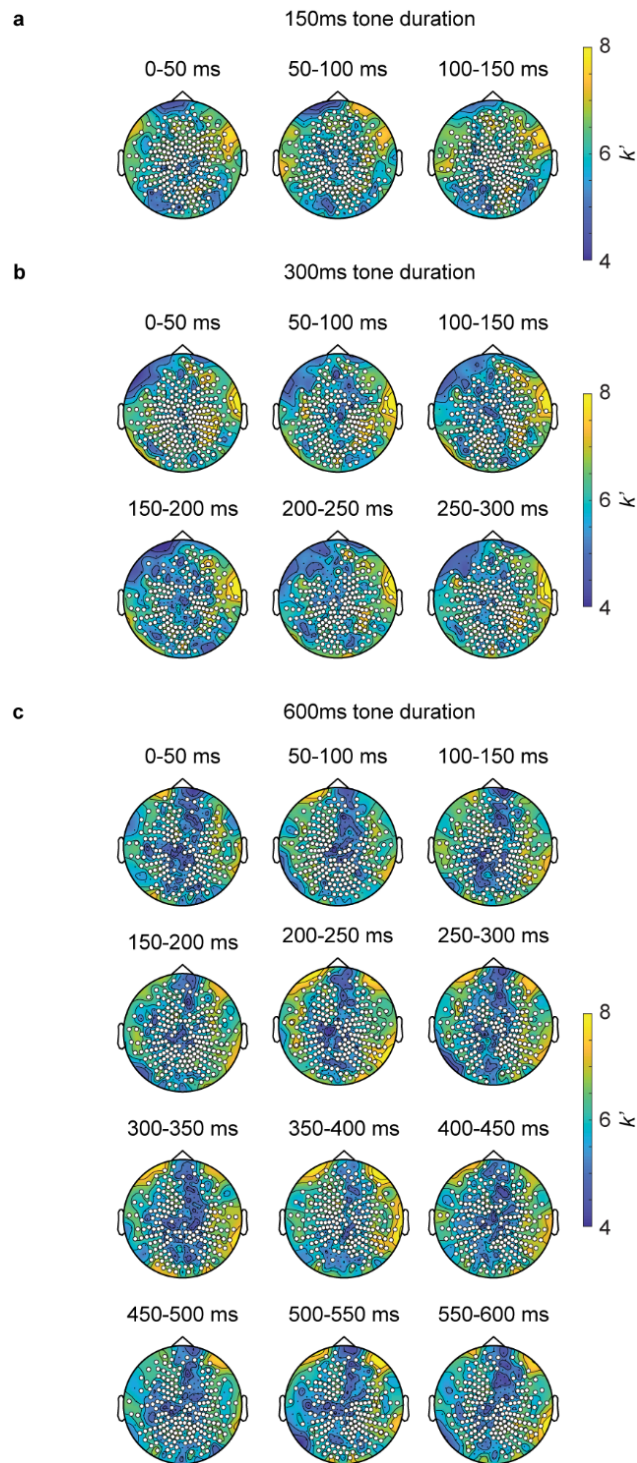 a 150ms tone duration
0-50 ms 50-100 ms 100-150 ms
8
6
4
k'
b 300ms tone duration
0-50 ms 50-100 ms 100-150 ms
150-200 ms 200-250 ms 250-300 ms
8
6
4
k'
c 600ms tone duration
0-50 ms 50-100 ms 100-150 ms
150-200 ms 200-250 ms 250-300 ms
300-350 ms 350-400 ms 400-450 ms
450-500 ms 500-550 ms 550-600 ms
8
6
4
k'